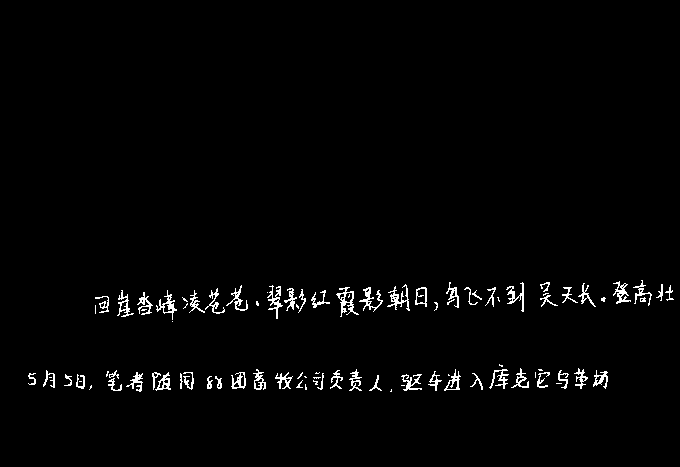 回崖沓嶂凌苍苍、翠影红霞影朝日,鸟飞不到吴天长。登高壮
5月5日,笔者随同88团畜牧公司负责人,驱车进入库克它乌草场